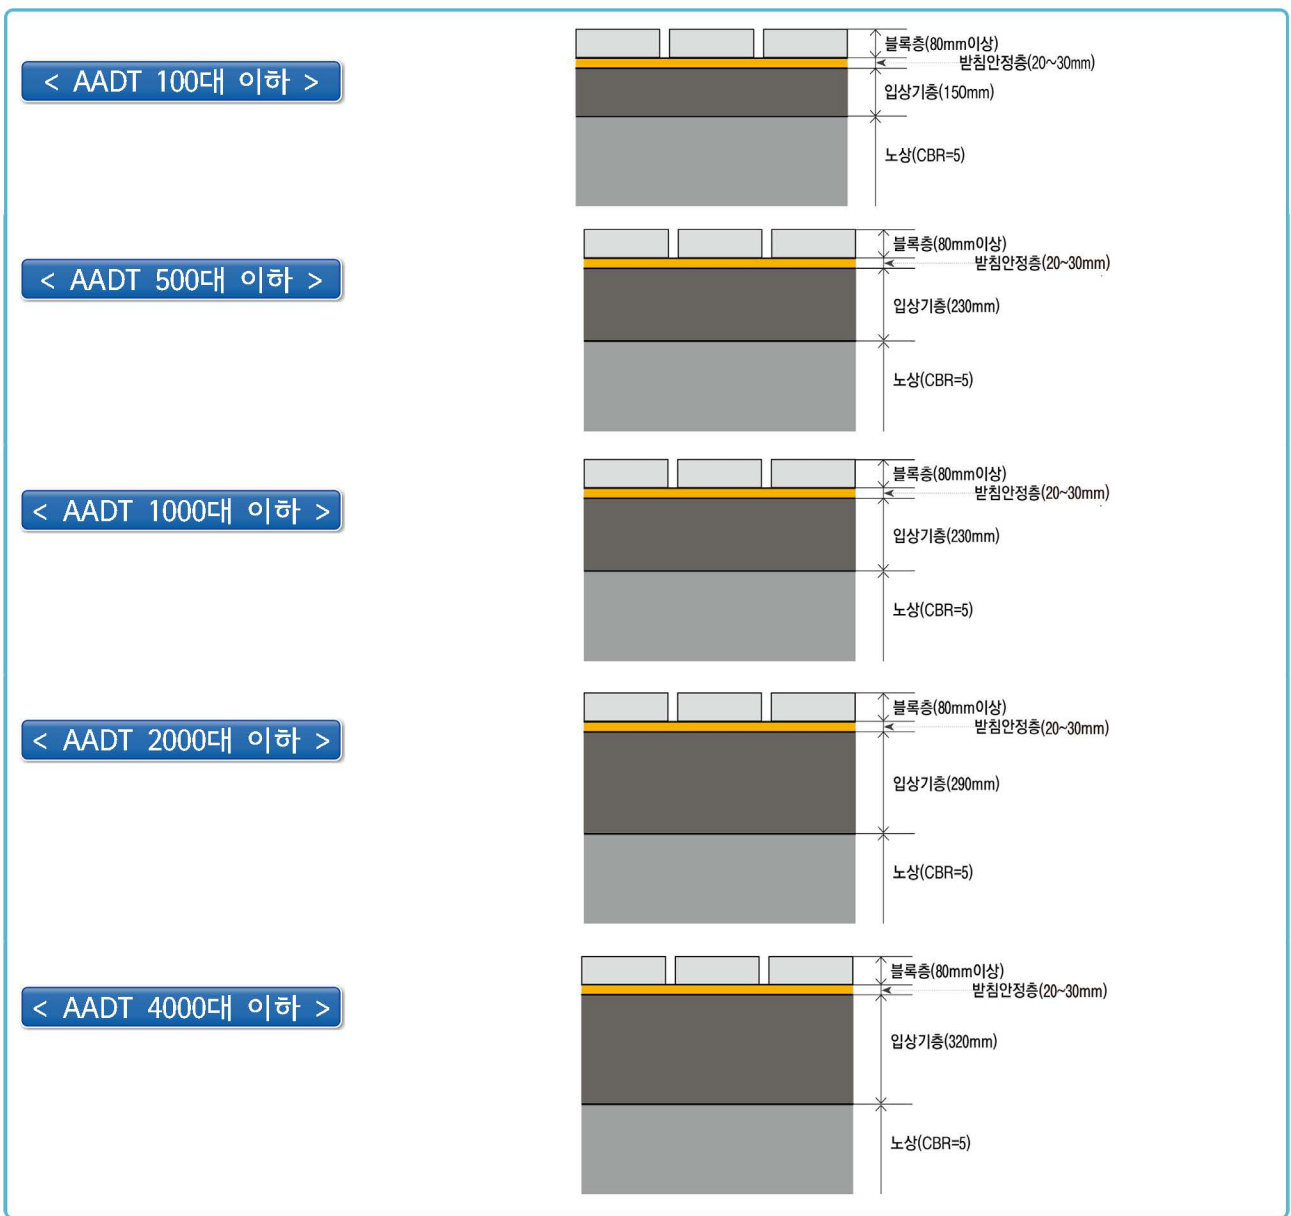 < AADT 100대 이하 >
블록층(80mm이상)
받침안정층(20~30mm)
입상기층(150mm)
노상(CBR=5)
< AADT 500대 이하 >
블록층(80mm이상)
받침안정층(20~30mm)
입상기층(230mm)
노상(CBR=5)
< AADT 1000대 이하 >
블록층(80mm이상)
받침안정층(20~30mm)
입상기층(230mm)
노상(CBR=5)
< AADT 2000대 이하 >
블록층(80mm이상)
받침안정층(20~30mm)
입상기층(290mm)
노상(CBR=5)
< AADT 4000대 이하 >
블록층(80mm이상)
받침안정층(20~30mm)
입상기층(320mm)
노상(CBR=5)